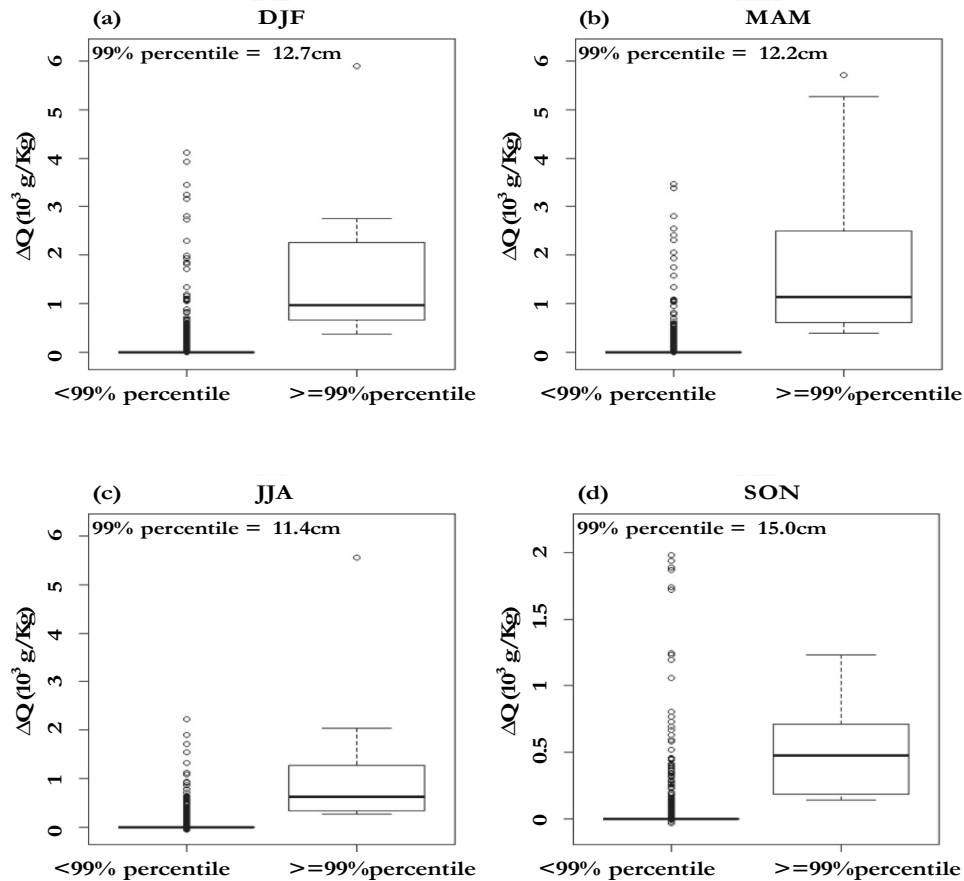 (a) DJF
99% percentile = 12.7cm
6
5
4
3
2
1
0
ΔQ (10³ g/Kg)
<99% percentile >=99%percentile
(b) MAM
99% percentile = 12.2cm
6
5
4
3
2
1
0
ΔQ (10³ g/Kg)
<99% percentile >=99%percentile
(c) JJA
99% percentile = 11.4cm
6
5
4
3
2
1
0
ΔQ (10³ g/Kg)
<99% percentile >=99%percentile
(d) SON
99% percentile = 15.0cm
2
1.5
1
0.5
0
ΔQ (10³ g/Kg)
<99% percentile >=99%percentile